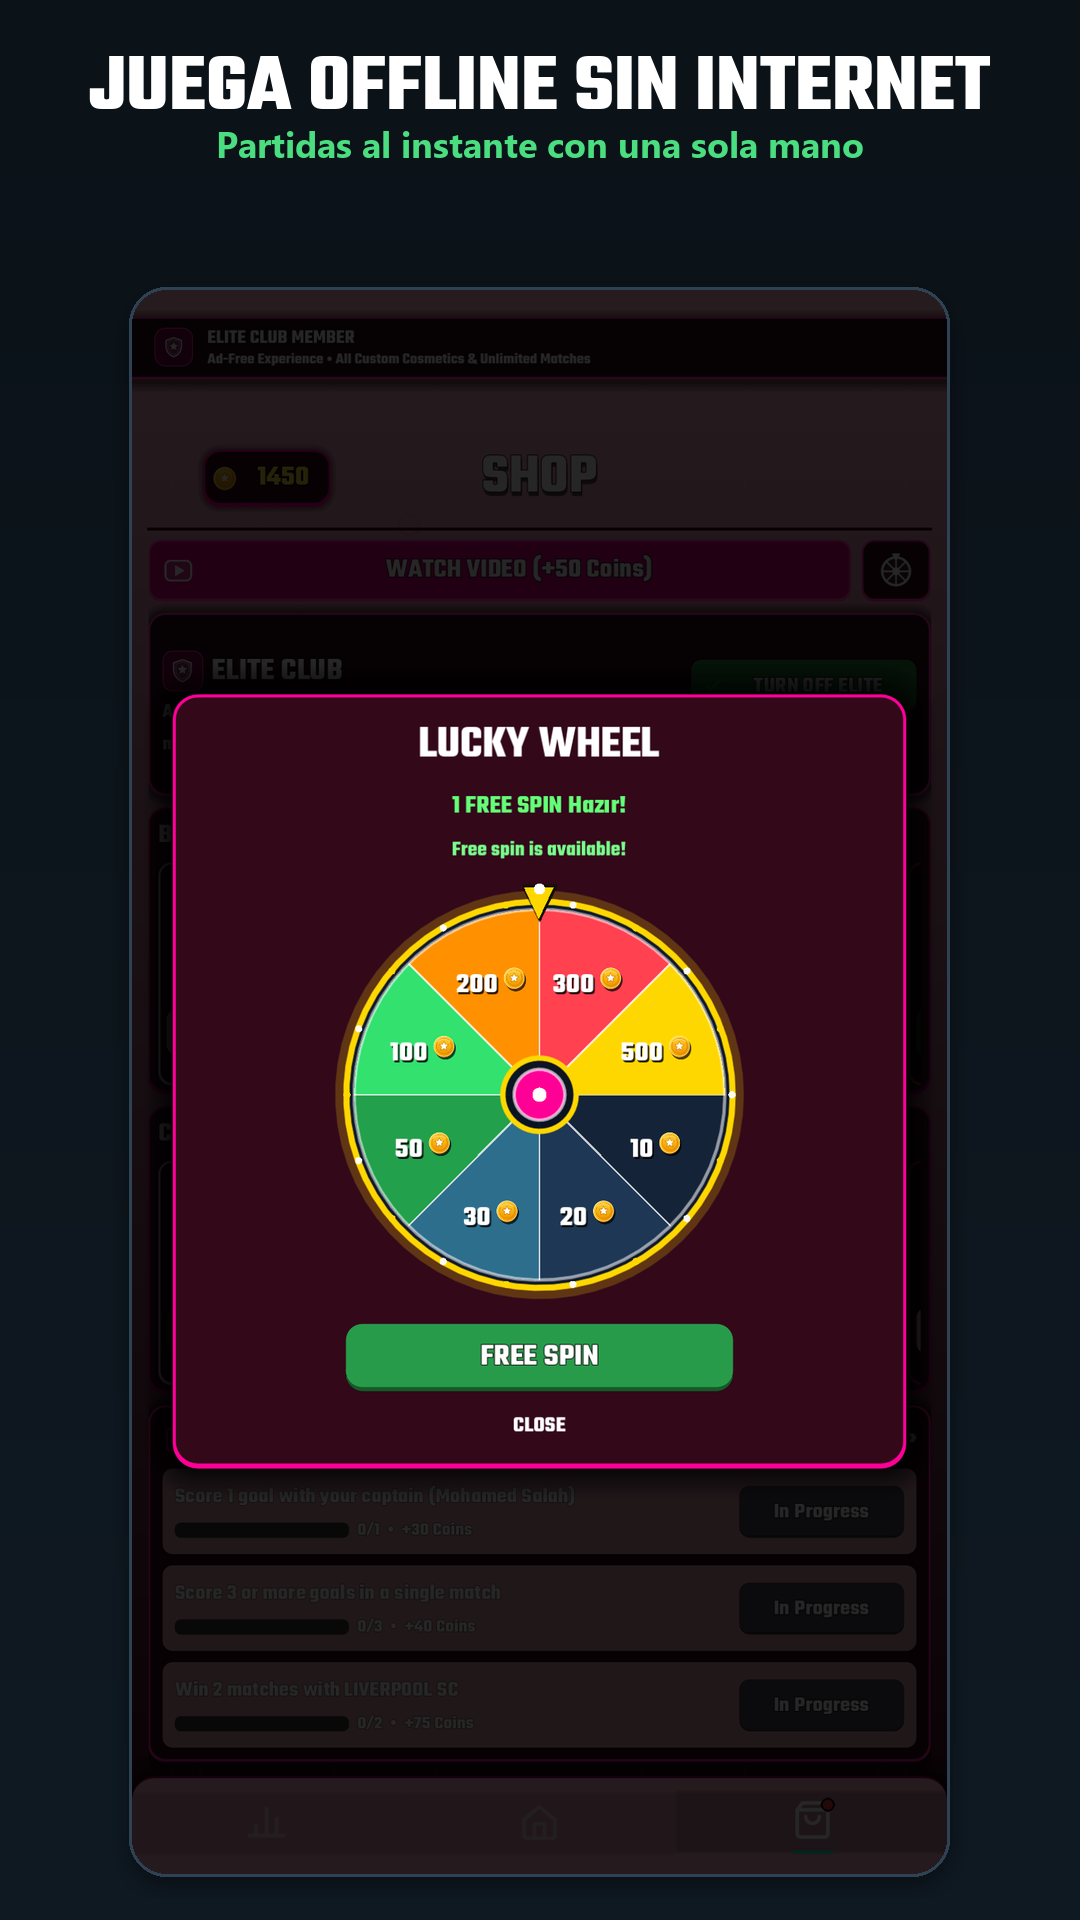 JUEGA OFFLINE SIN INTERNET
Partidas al instante con una sola mano
ELITE CLUB MEMBER
Ad-Free Experience • All Custom Cosmetics & Unlimited Matches
1450
SHOP
WATCH VIDEO (+50 Coins)
ELITE CLUB
TURN OFF ELITE
LUCKY WHEEL
1 FREE SPIN Hazır!
Free spin is available!
200
300
100
500
50
10
30
20
FREE SPIN
CLOSE
Score 1 goal with your captain (Mohamed Salah)
0/1 • +30 Coins
In Progress
Score 3 or more goals in a single match
0/3 • +40 Coins
In Progress
Win 2 matches with LIVERPOOL SC
0/2 • +75 Coins
In Progress